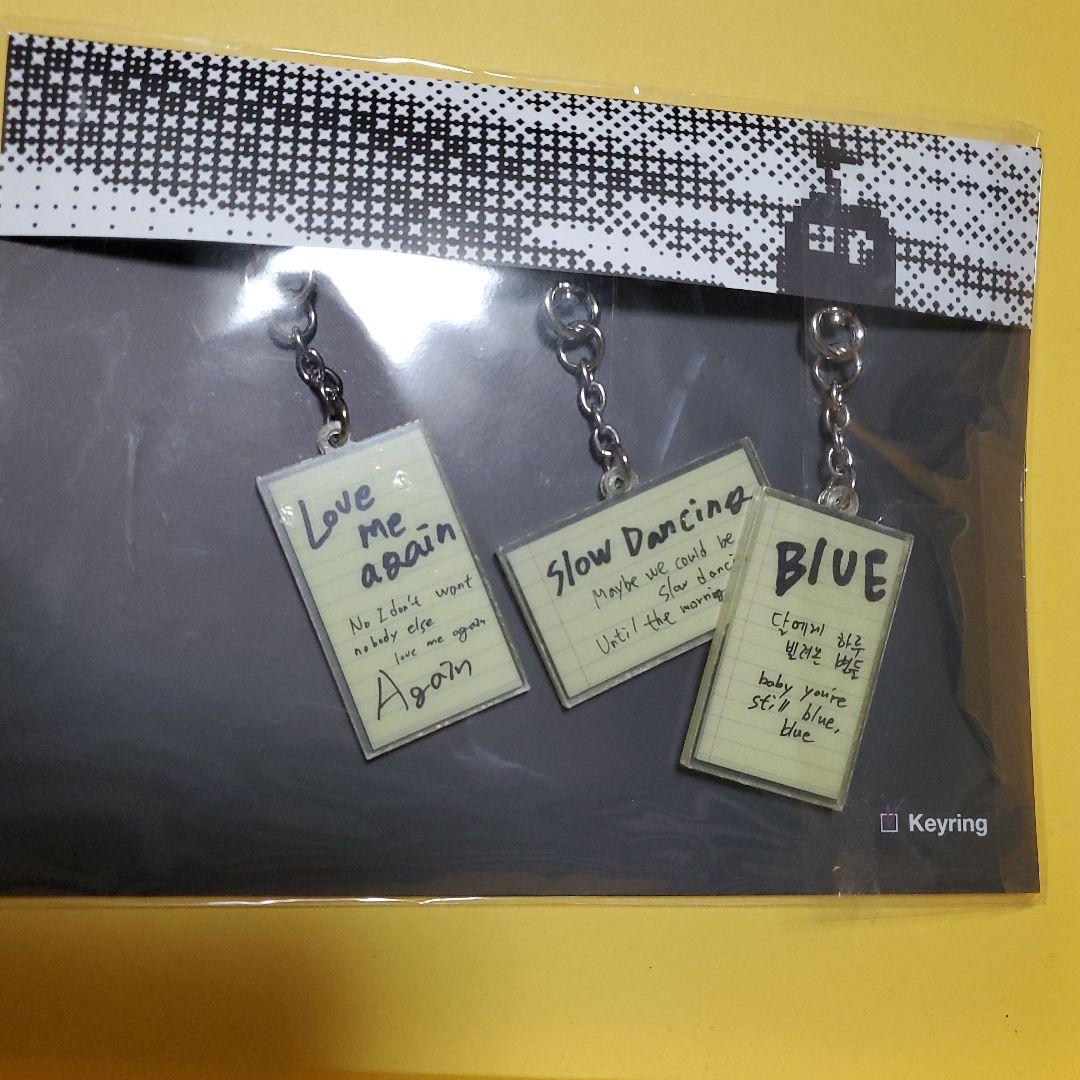 Love
me
again
No I don't want
nobody else
love me again
Again
Slow Dancing
Maybe we could be
slow danci
Until the morning
BlUE
달에게 하루
빌려온 별들
baby you're
still blue,
blue
Keyring